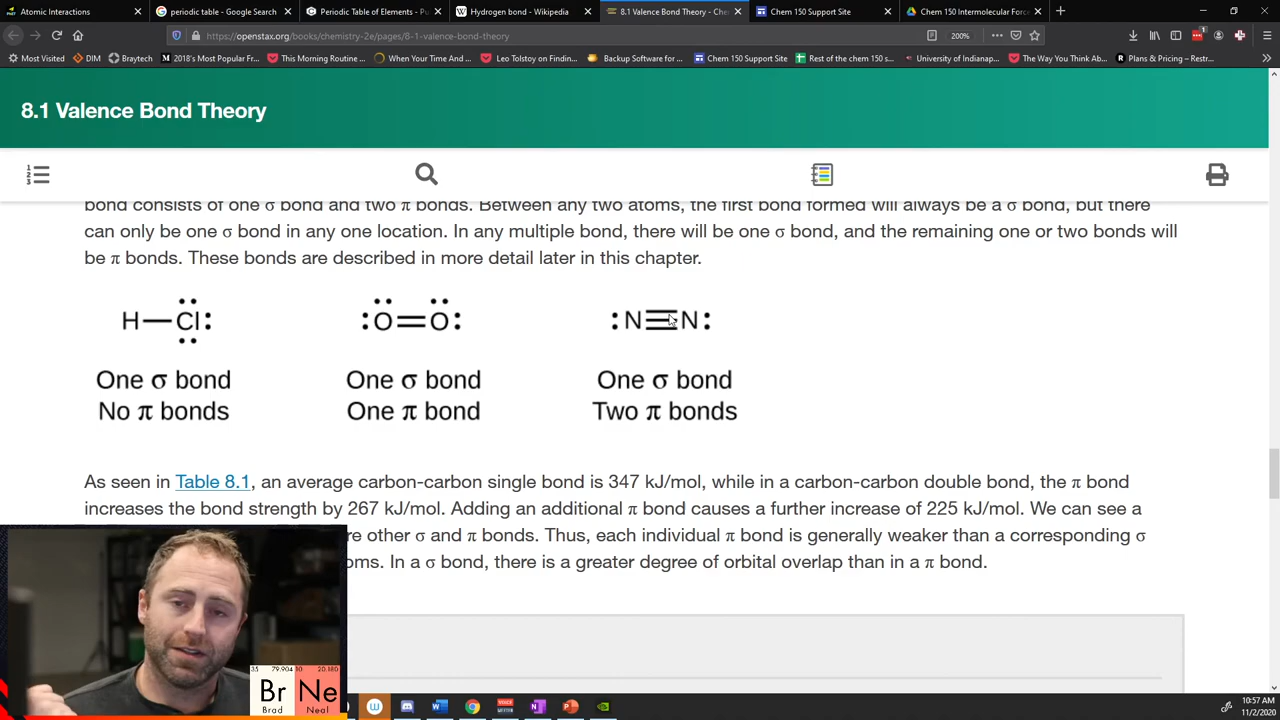 Atomic Interactions
periodic table - Google Search
Periodic Table of Elements - Pu
Hydrogen bond - Wikipedia
8.1 Valence Bond Theory - Che
Chem 150 Support Site
Chem 150 Intermolecular Force
https://openstax.org/books/chemistry-2e/pages/8-1-valence-bond-theory
200%
Most Visited
DIM
Braytech
2018's Most Popular Fr...
This Morning Routine ...
When Your Time And ...
Leo Tolstoy on Findin...
Backup Software for ...
Chem 150 Support Site
Rest of the chem 150 s...
University of Indianap...
The Way You Think Ab...
Plans & Pricing – Restr...
8.1 Valence Bond Theory
bond consists of one σ bond and two π bonds. Between any two atoms, the first bond formed will always be a σ bond, but there
can only be one σ bond in any one location. In any multiple bond, there will be one σ bond, and the remaining one or two bonds will
be π bonds. These bonds are described in more detail later in this chapter.
H—Cl:
:O=O:
:N≡N:
One σ bond
No π bonds
One σ bond
One π bond
One σ bond
Two π bonds
As seen in Table 8.1, an average carbon-carbon single bond is 347 kJ/mol, while in a carbon-carbon double bond, the π bond
increases the bond strength by 267 kJ/mol. Adding an additional π bond causes a further increase of 225 kJ/mol. We can see a
re other σ and π bonds. Thus, each individual π bond is generally weaker than a corresponding σ
oms. In a σ bond, there is a greater degree of orbital overlap than in a π bond.
35 79.904
Br
Brad
10 20.180
Ne
Neal
10:57 AM
11/2/2020